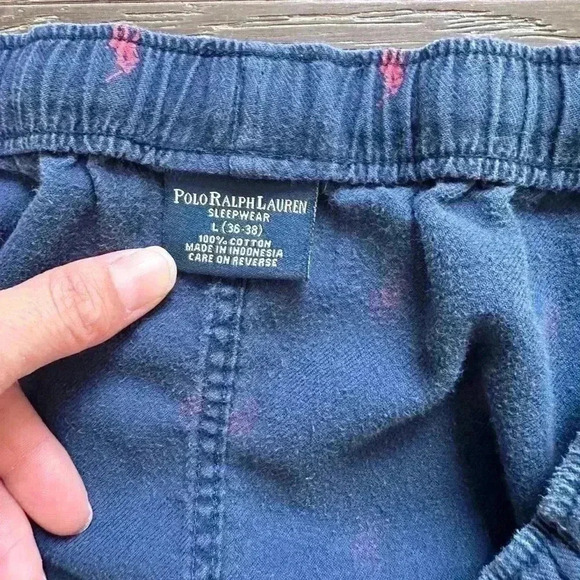 POLO RALPH LAUREN
SLEEPWEAR
L (36-38)
100% COTTON
MADE IN INDONESIA
CARE ON REVERSE